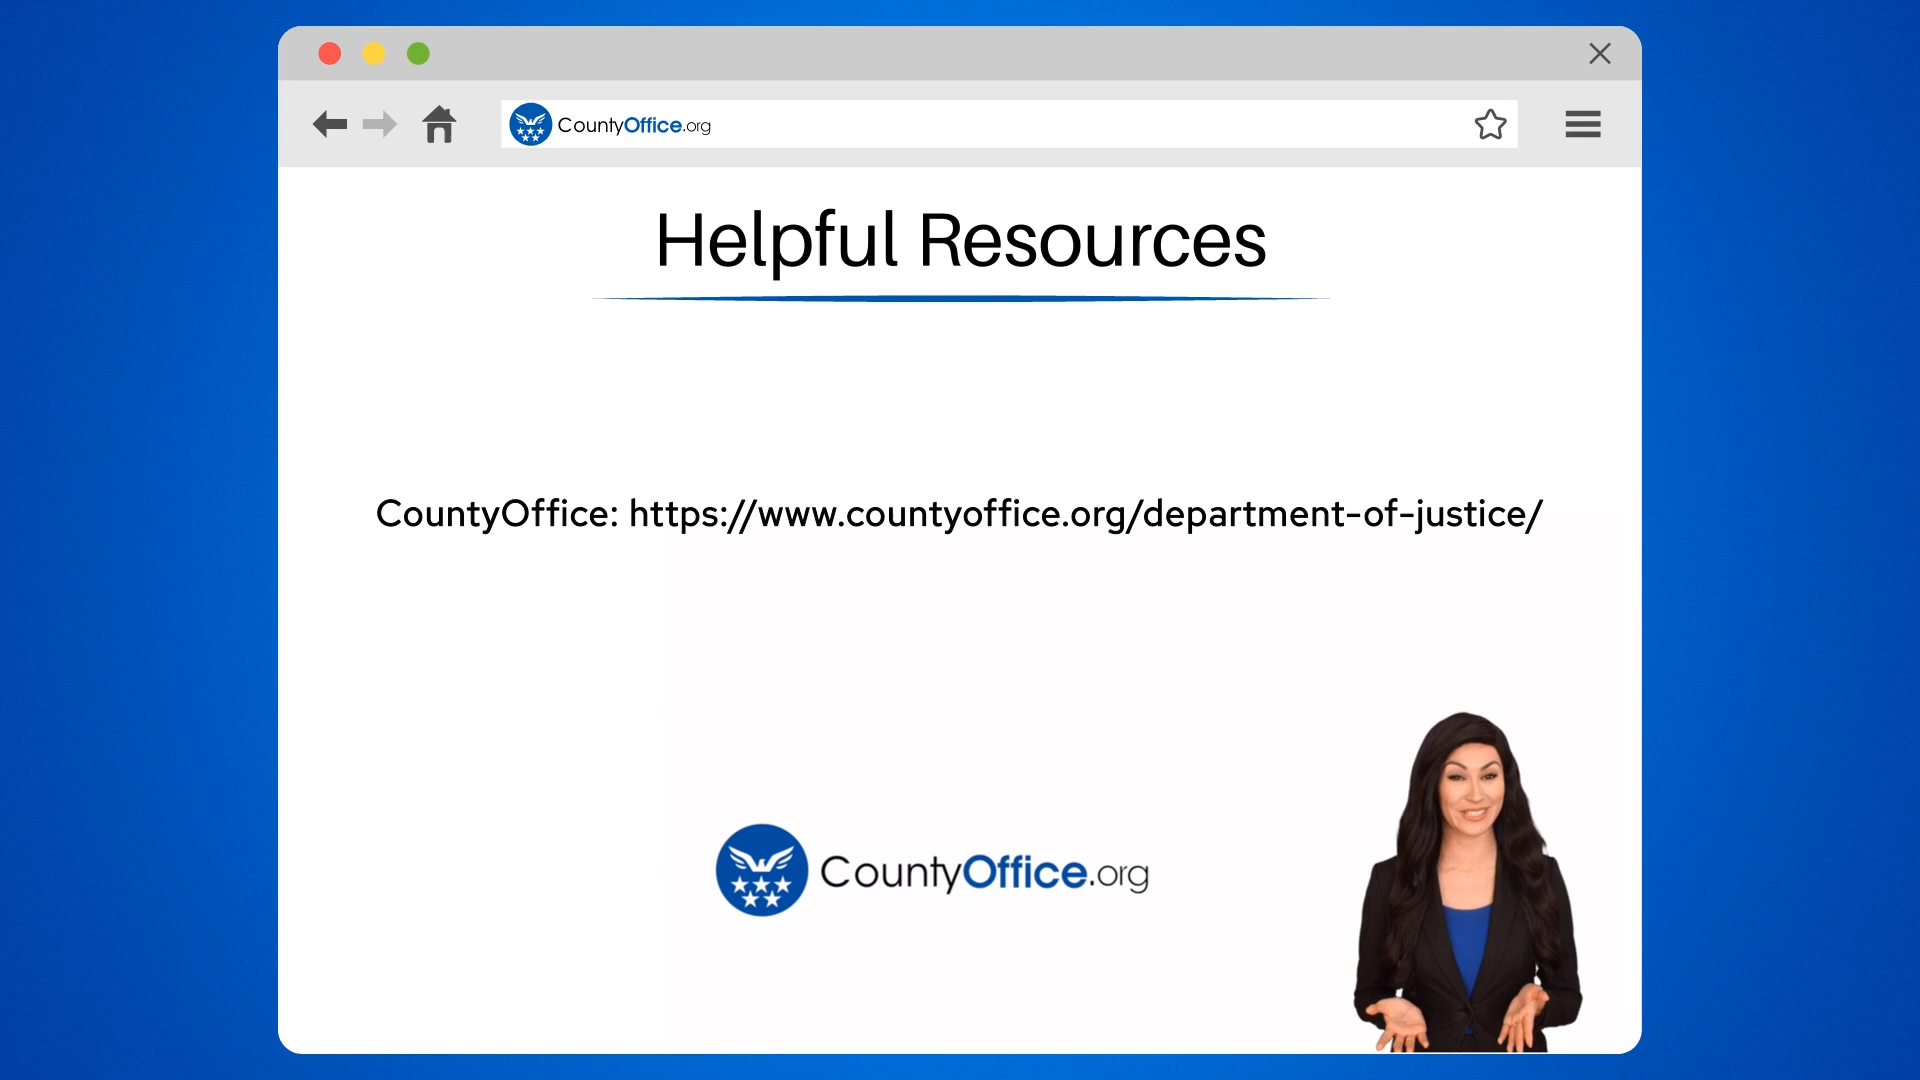 CountyOffice.org
Helpful Resources
CountyOffice: https://www.countyoffice.org/department-of-justice/
CountyOffice.org